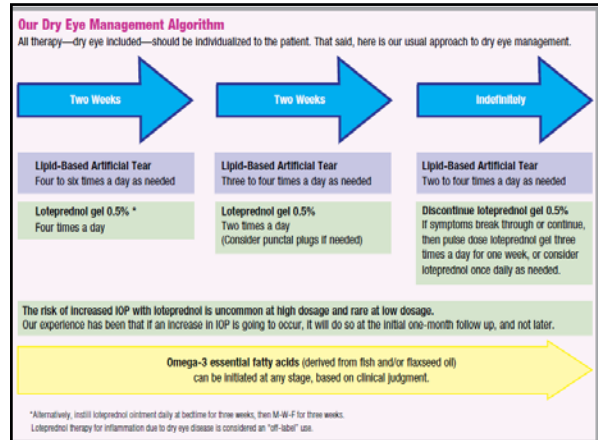 Our Dry Eye Management Algorithm
All therapy—dry eye included—should be individualized to the patient. That said, here is our usual approach to dry eye management.
Two Weeks
Two Weeks
Indefinitely
Lipid-Based Artificial Tear
Four to six times a day as needed
Lipid-Based Artificial Tear
Three to four times a day as needed
Lipid-Based Artificial Tear
Two to four times a day as needed
Loteprednol gel 0.5% *
Four times a day
Loteprednol gel 0.5%
Two times a day
(Consider punctal plugs if needed)
Discontinue loteprednol gel 0.5%
If symptoms break through or continue,
then pulse dose loteprednol gel three
times a day for one week, or consider
loteprednol once daily as needed.
The risk of increased IOP with loteprednol is uncommon at high dosage and rare at low dosage.
Our experience has been that if an increase in IOP is going to occur, it will do so at the initial one-month follow up, and not later.
Omega-3 essential fatty acids (derived from fish and/or flaxseed oil)
can be initiated at any stage, based on clinical judgment.
*Alternatively, instill loteprednol ointment daily at bedtime for three weeks, then M-W-F for three weeks.
Loteprednol therapy for inflammation due to dry eye disease is considered an "off-label" use.